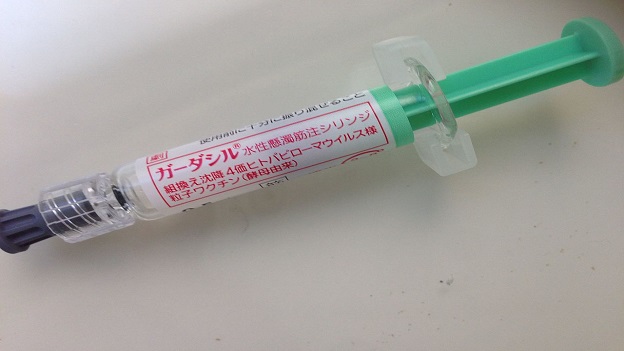 使用前に十分に振り混ぜること
劇
ガーダシル® 水性懸濁筋注シリンジ
組換え沈降4価ヒトパピローマウイルス様
粒子ワクチン(酵母由来)